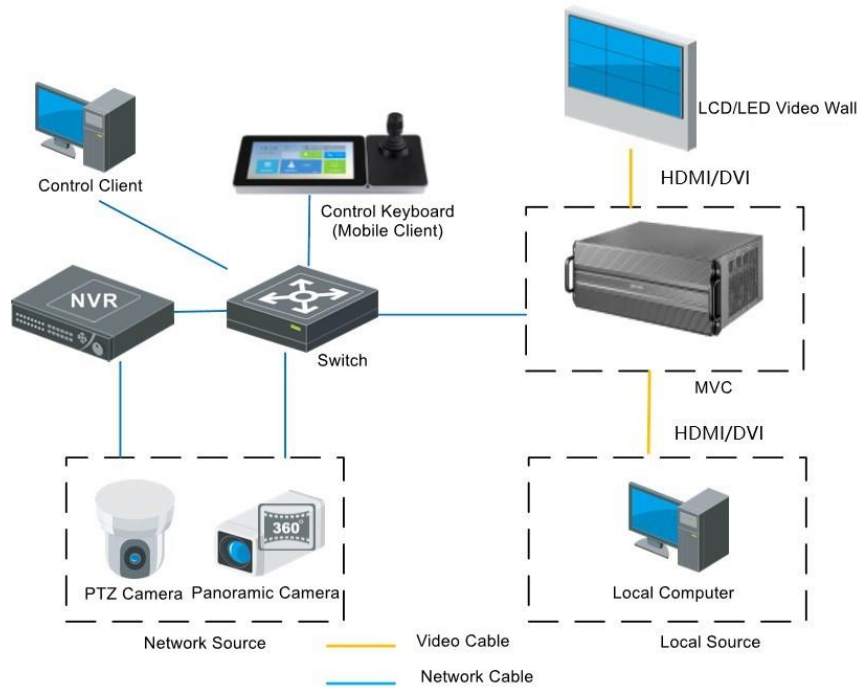 LCD/LED Video Wall
Control Client
HDMI/DVI
Control Keyboard
(Mobile Client)
NVR
Switch
MVC
HDMI/DVI
360°
PTZ Camera
Panoramic Camera
Local Computer
Network Source
Video Cable
Local Source
Network Cable